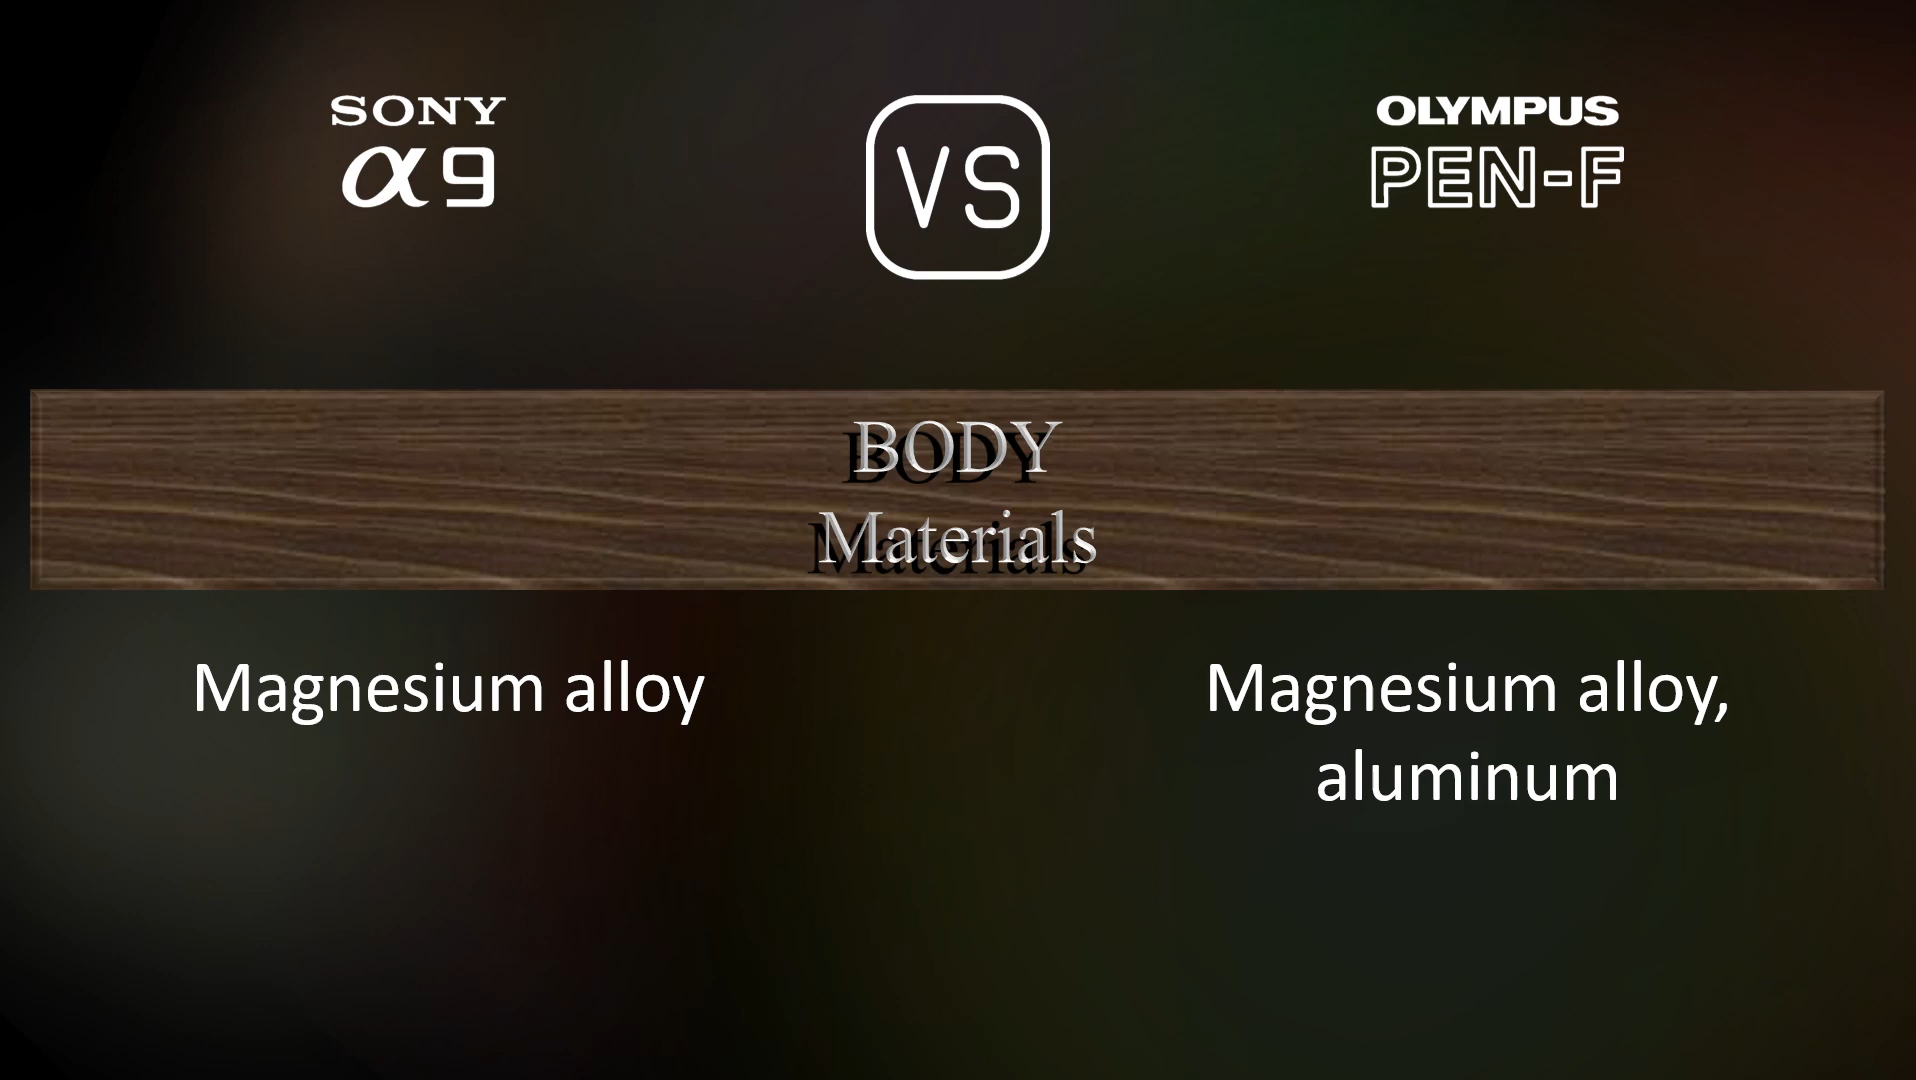 SONY
α9
VS
OLYMPUS
PEN-F
BODY
Materials
Magnesium alloy
Magnesium alloy,
aluminum